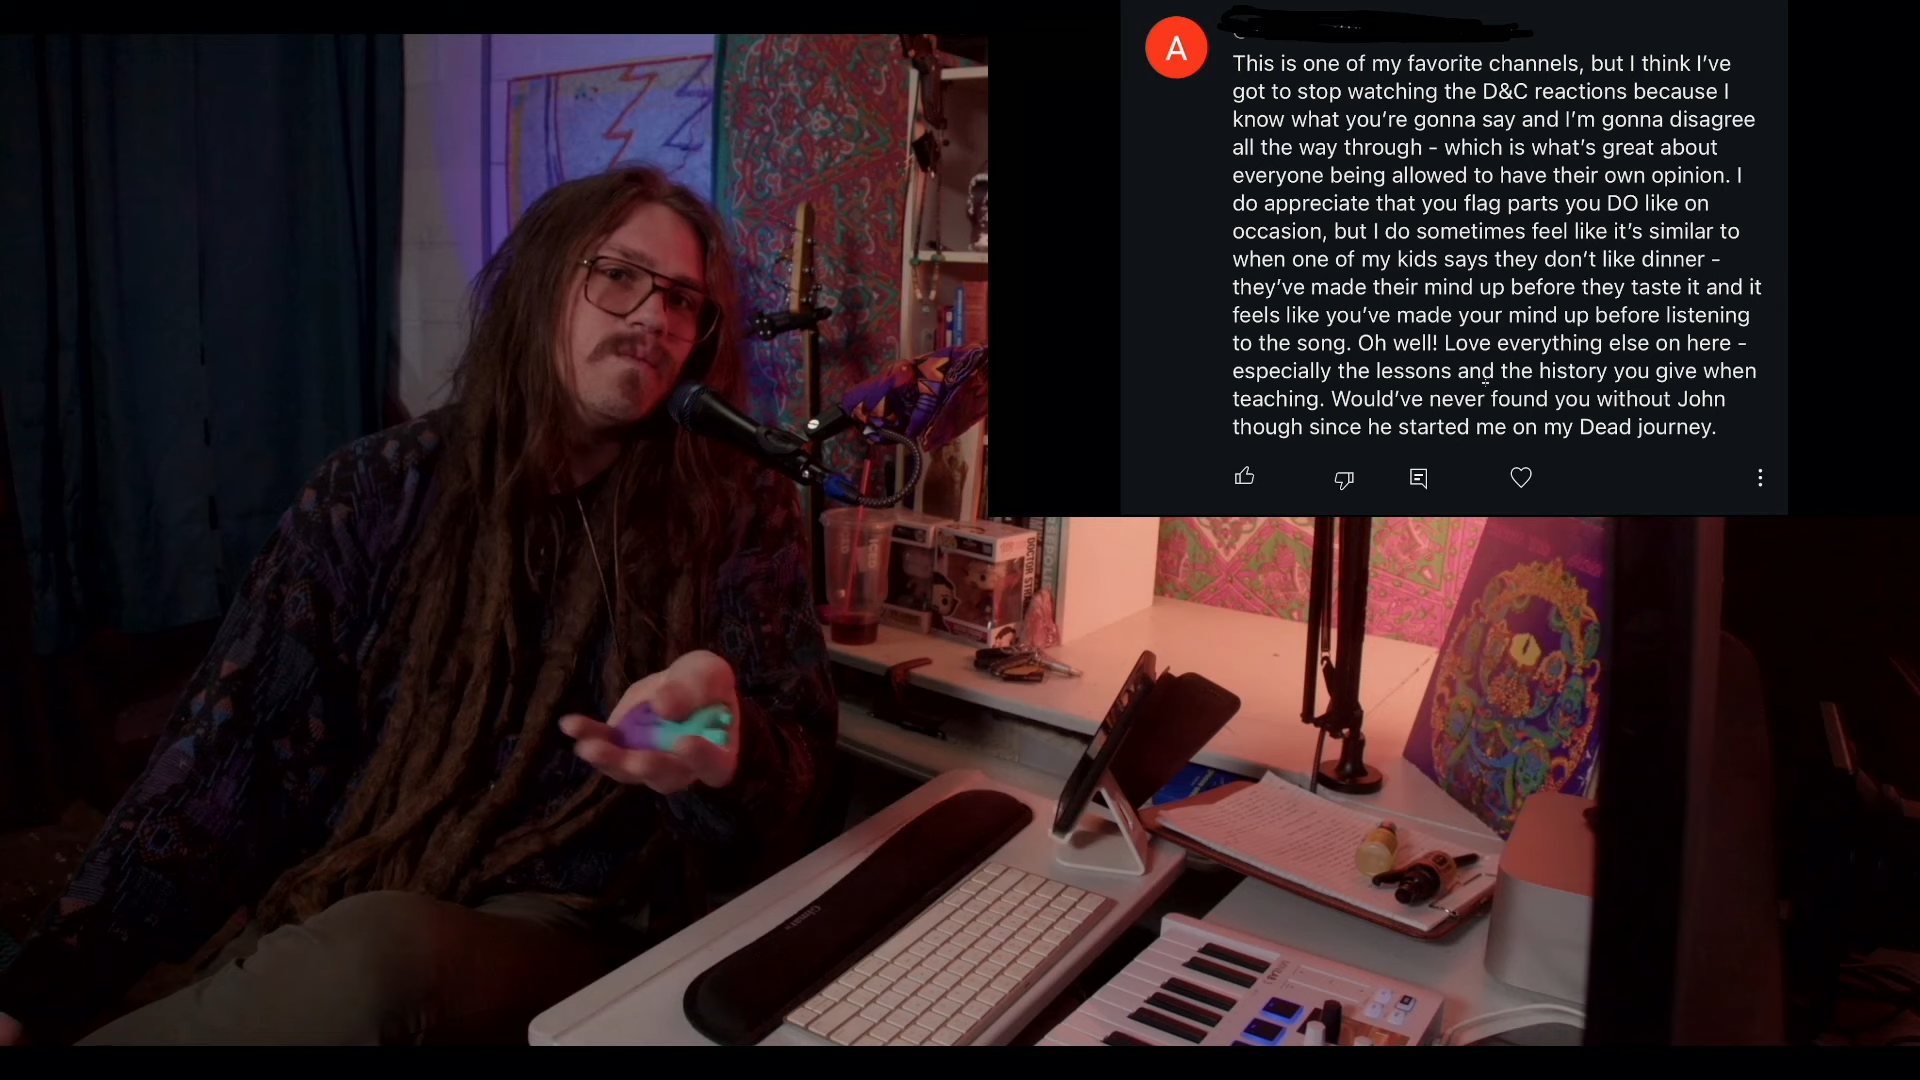 A
This is one of my favorite channels, but I think I've
got to stop watching the D&C reactions because I
know what you're gonna say and I'm gonna disagree
all the way through - which is what's great about
everyone being allowed to have their own opinion. I
do appreciate that you flag parts you DO like on
occasion, but I do sometimes feel like it's similar to
when one of my kids says they don't like dinner -
they've made their mind up before they taste it and it
feels like you've made your mind up before listening
to the song. Oh well! Love everything else on here -
especially the lessons and the history you give when
teaching. Would've never found you without John
though since he started me on my Dead journey.
DOCTOR STR